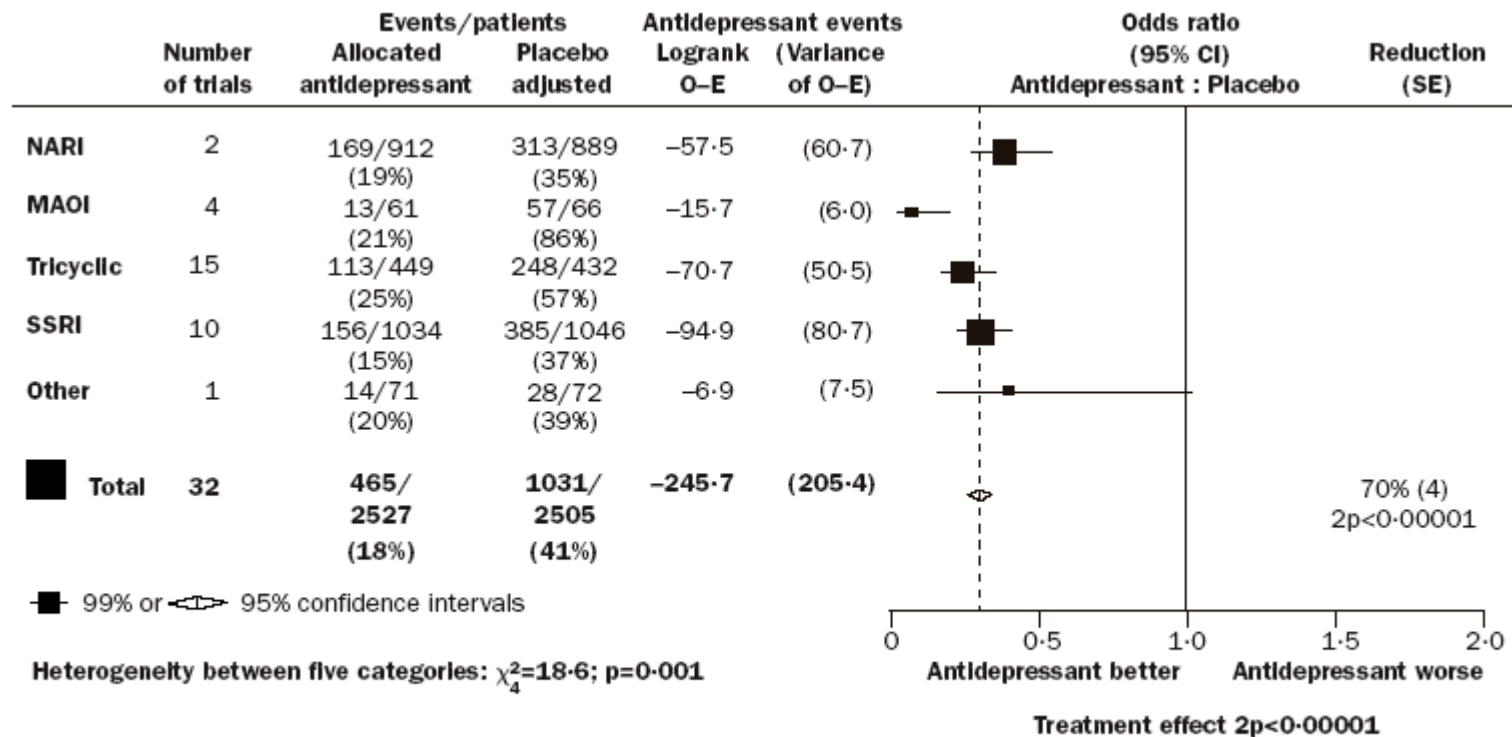 Events/patients Antidepressant events Odds ratio
Number Allocated Placebo Logrank (Variance (95% CI) Reduction
of trials antidepressant adjusted O–E of O–E) Antidepressant : Placebo (SE)
NARI 2 169/912 313/889 –57·5 (60·7)
(19%) (35%)
MAOI 4 13/61 57/66 –15·7 (6·0)
(21%) (86%)
Tricyclic 15 113/449 248/432 –70·7 (50·5)
(25%) (57%)
SSRI 10 156/1034 385/1046 –94·9 (80·7)
(15%) (37%)
Other 1 14/71 28/72 –6·9 (7·5)
(20%) (39%)
Total 32 465/ 1031/ –245·7 (205·4) 70% (4)
2527 2505 2p<0·00001
(18%) (41%)
99% or 95% confidence intervals
0 0·5 1·0 1·5 2·0
Heterogeneity between five categories: χ²₄=18·6; p=0·001 Antidepressant better Antidepressant worse
Treatment effect 2p<0·00001